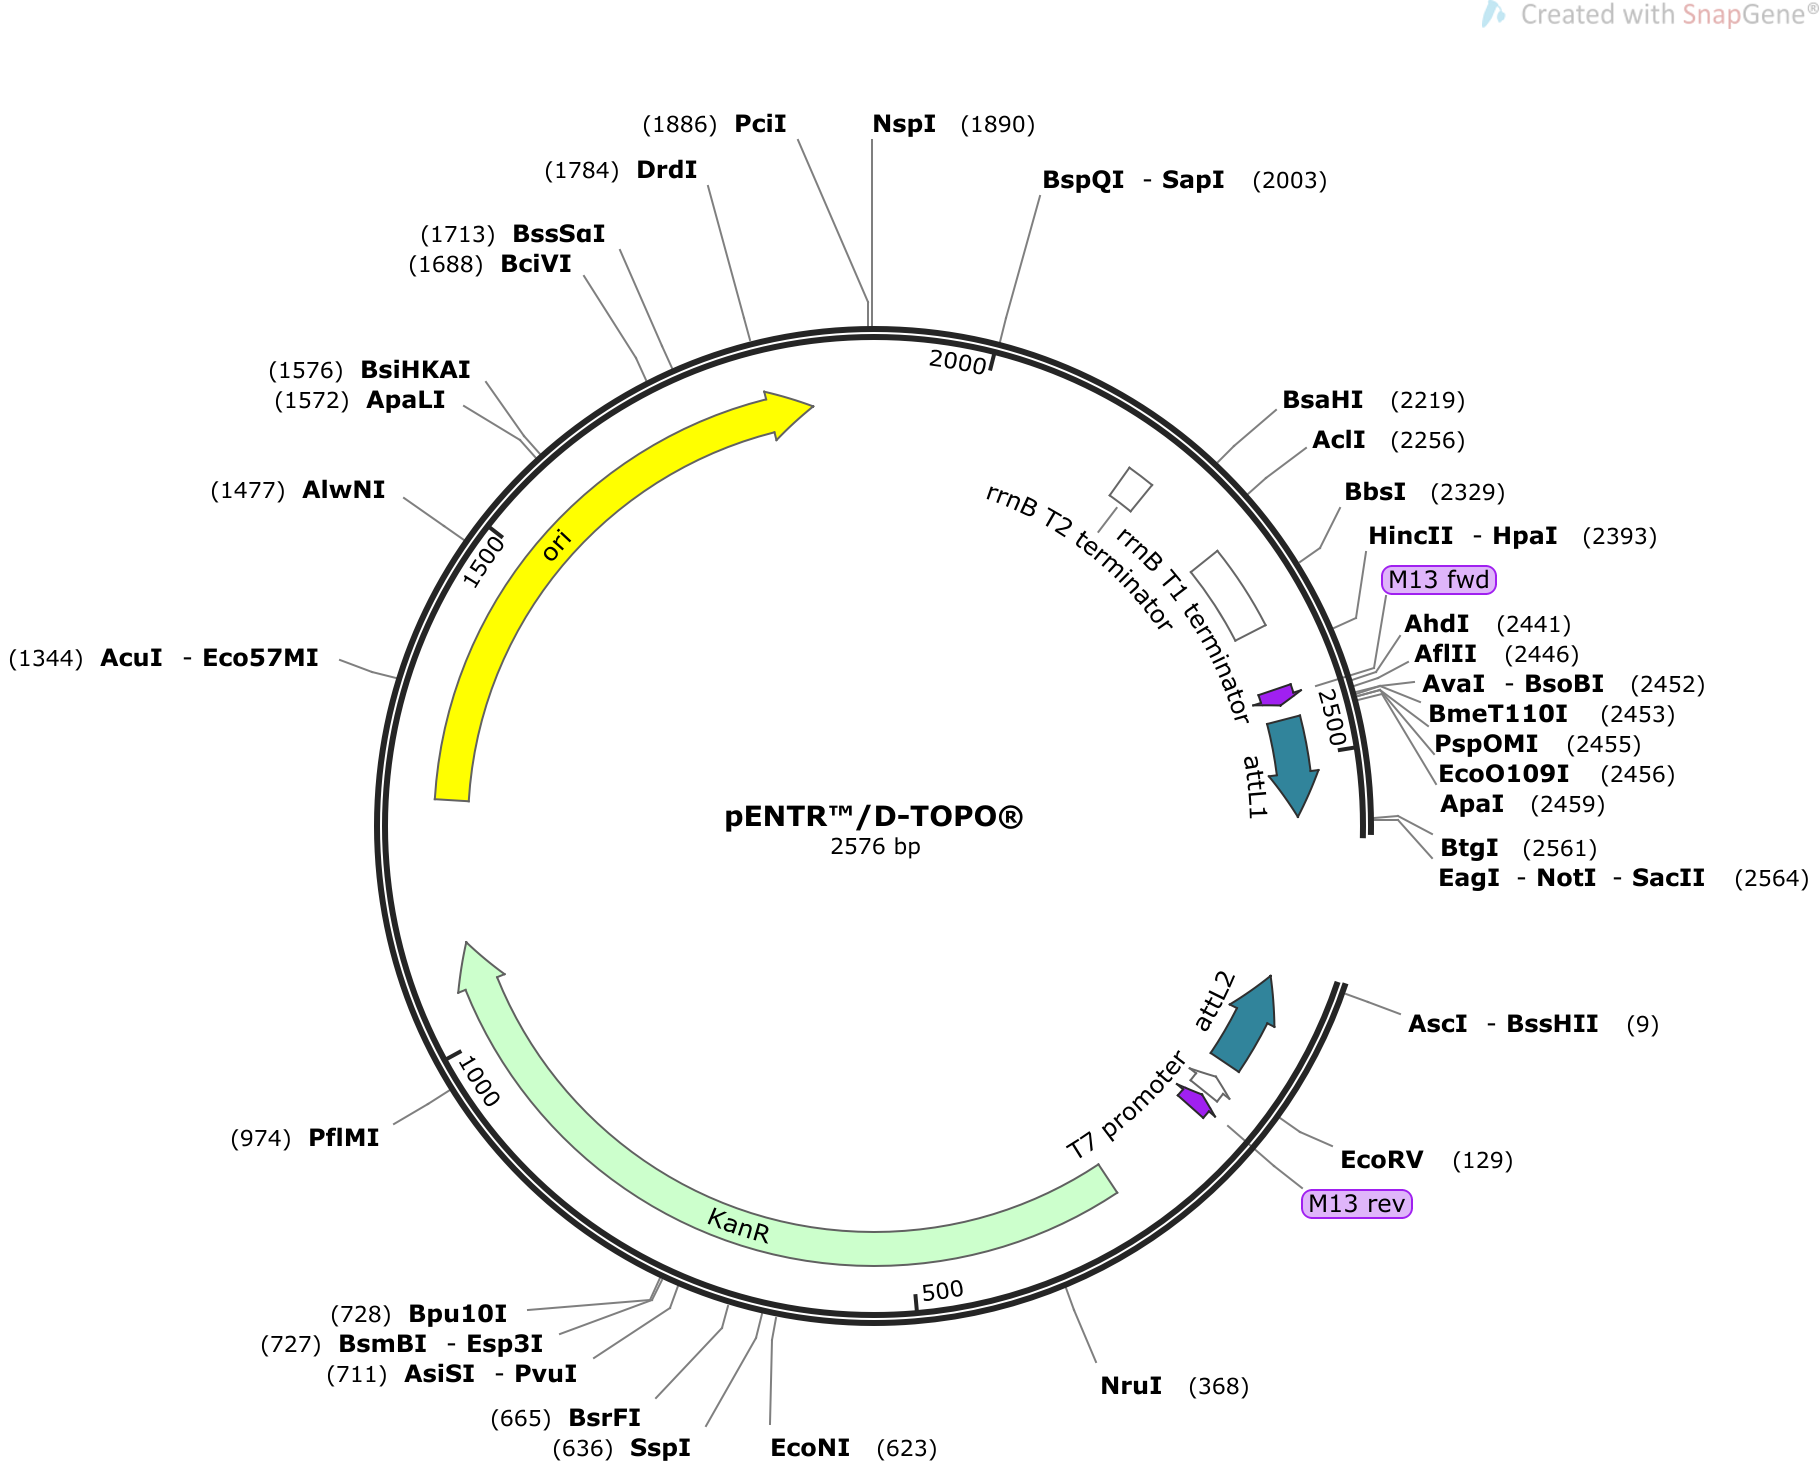 Created with SnapGene®
(1886) PciI
NspI (1890)
(1784) DrdI
BspQI - SapI (2003)
(1713) BssSαI
(1688) BciVI
(1576) BsiHKAI
(1572) ApaLI
(1477) AlwNI
(1344) AcuI - Eco57MI
2000
BsaHI (2219)
AclI (2256)
BbsI (2329)
HincII - HpaI (2393)
M13 fwd
AhdI (2441)
AflII (2446)
AvaI - BsoBI (2452)
BmeT110I (2453)
PspOMI (2455)
EcoO109I (2456)
ApaI (2459)
BtgI (2561)
EagI - NotI - SacII (2564)
1500
ori
rrnB T2 terminator
rrnB T1 terminator
2500
attL1
pENTR™/D-TOPO®
2576 bp
attL2
T7 promoter
AscI - BssHII (9)
EcoRV (129)
M13 rev
1000
(974) PflMI
KanR
500
NruI (368)
(728) Bpu10I
(727) BsmBI - Esp3I
(711) AsiSI - PvuI
(665) BsrFI
(636) SspI
EcoNI (623)